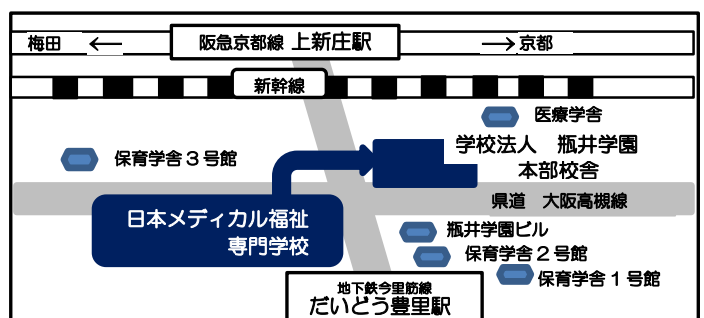 梅田 ← 阪急京都線 上新庄駅 →京都
新幹線
医療学舎
学校法人 瓶井学園
本部校舎
保育学舎3号館
県道 大阪高槻線
日本メディカル福祉
専門学校
瓶井学園ビル
保育学舎2号館
保育学舎1号館
地下鉄今里筋線
だいどう豊里駅